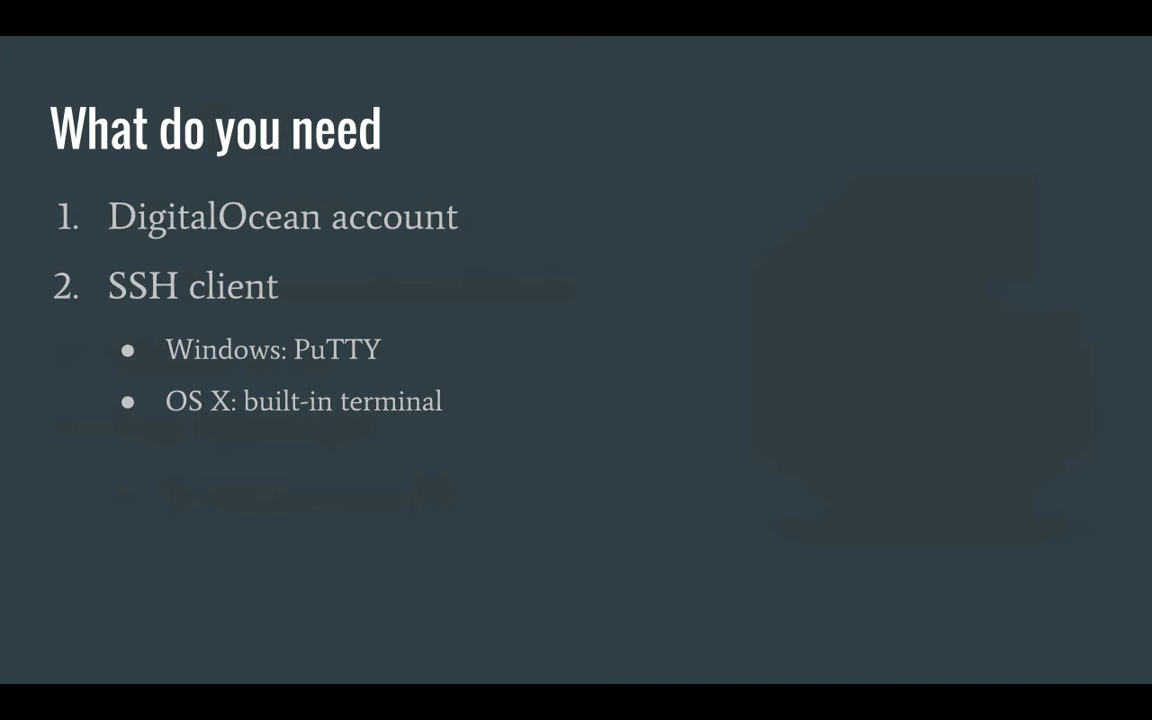 What do you need
1. DigitalOcean account
2. SSH client
● Windows: PuTTY
● OS X: built-in terminal